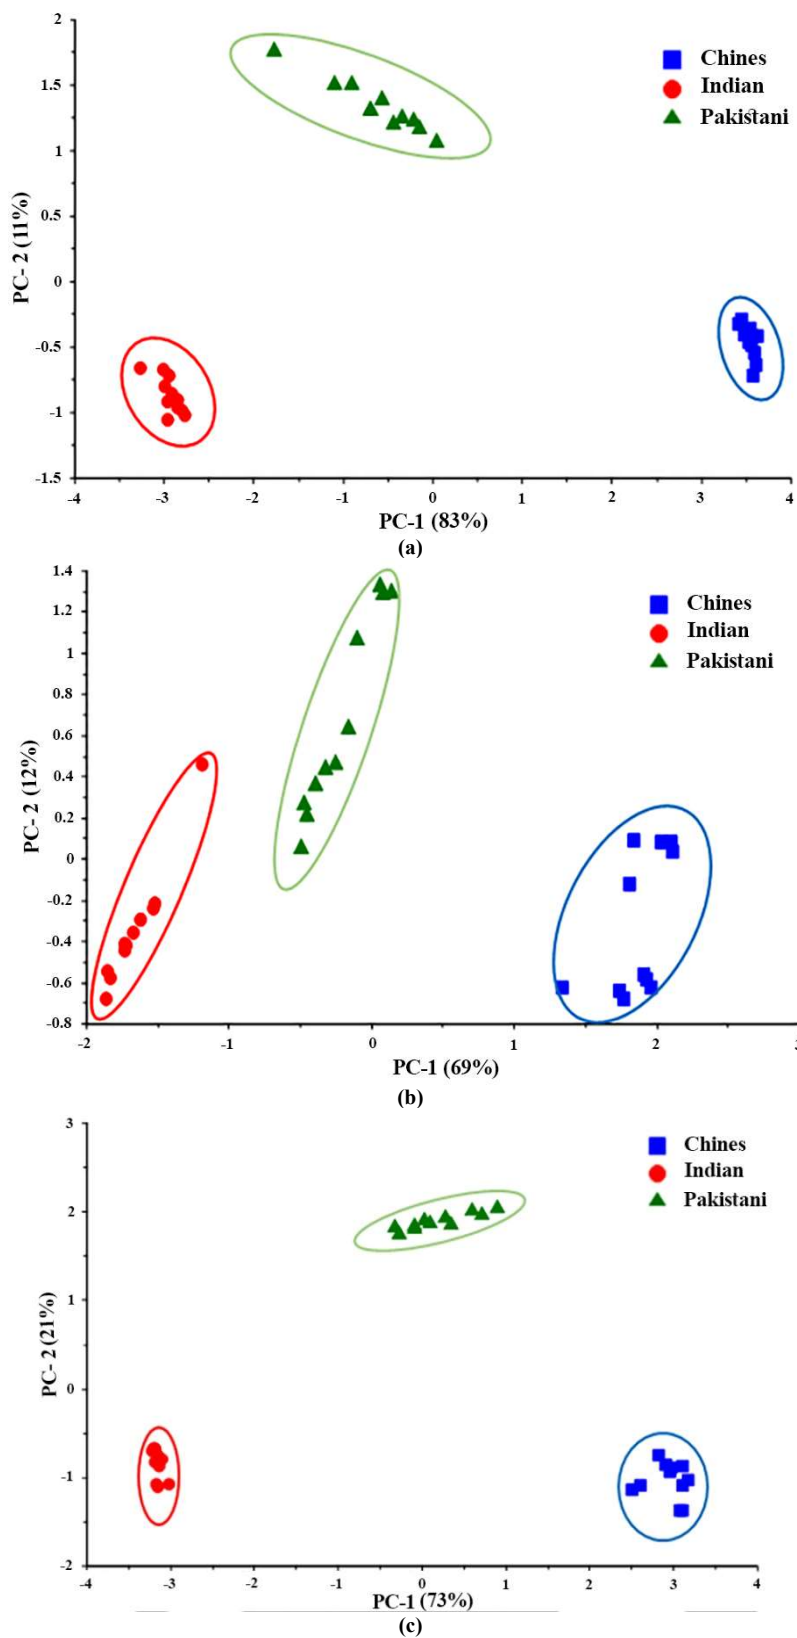 2
1.5
1
0.5
0
-0.5
-1
-1.5
PC- 2 (11%)
Chines
Indian
Pakistani
-4 -3 -2 -1 0 1 2 3 4
PC-1 (83%)
(a)
1.4
1.2
1
0.8
0.6
0.4
0.2
0
-0.2
-0.4
-0.6
-0.8
PC- 2 (12%)
Chines
Indian
Pakistani
-2 -1 0 1 2 3
PC-1 (69%)
(b)
3
2
1
0
-1
-2
PC- 2 (21%)
Chines
Indian
Pakistani
-4 -3 -2 -1 0 1 2 3 4
PC-1 (73%)
(c)